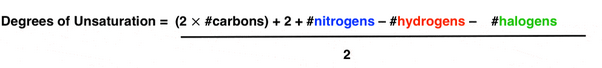 Degrees of Unsaturation = (2 × #carbons) + 2 + #nitrogens – #hydrogens – #halogens
2